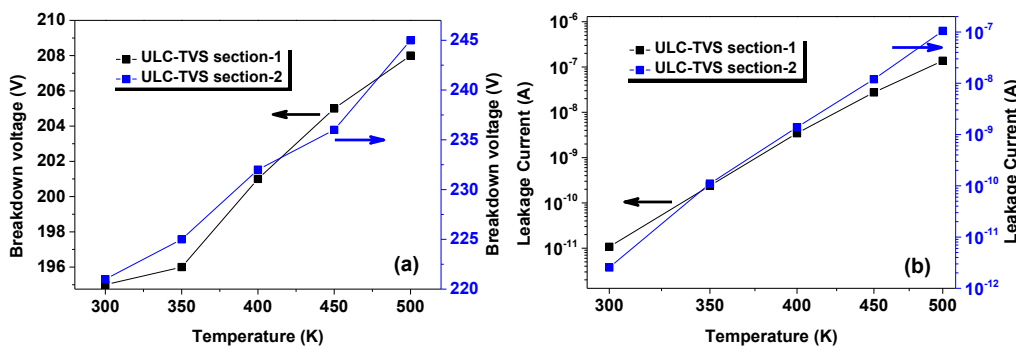 Breakdown voltage (V)
210
208
206
204
202
200
198
196
ULC-TVS section-1
ULC-TVS section-2
(a)
245
240
235
230
225
220
Breakdown voltage (V)
300 350 400 450 500
Temperature (K)
Leakage Current (A)
10⁻⁶
10⁻⁷
10⁻⁸
10⁻⁹
10⁻¹⁰
10⁻¹¹
ULC-TVS section-1
ULC-TVS section-2
(b)
10⁻⁷
10⁻⁸
10⁻⁹
10⁻¹⁰
10⁻¹¹
10⁻¹²
Leakage Current (A)
300 350 400 450 500
Temperature (K)